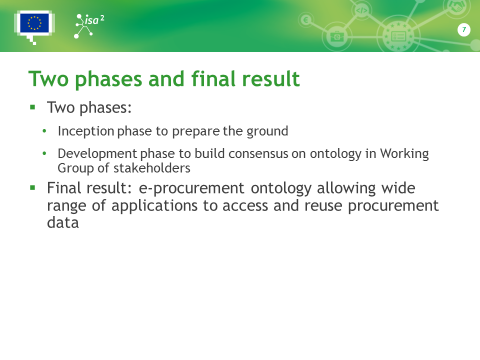 isa²
7
Two phases and final result
▪ Two phases:
• Inception phase to prepare the ground
• Development phase to build consensus on ontology in Working
Group of stakeholders
▪ Final result: e-procurement ontology allowing wide
range of applications to access and reuse procurement
data